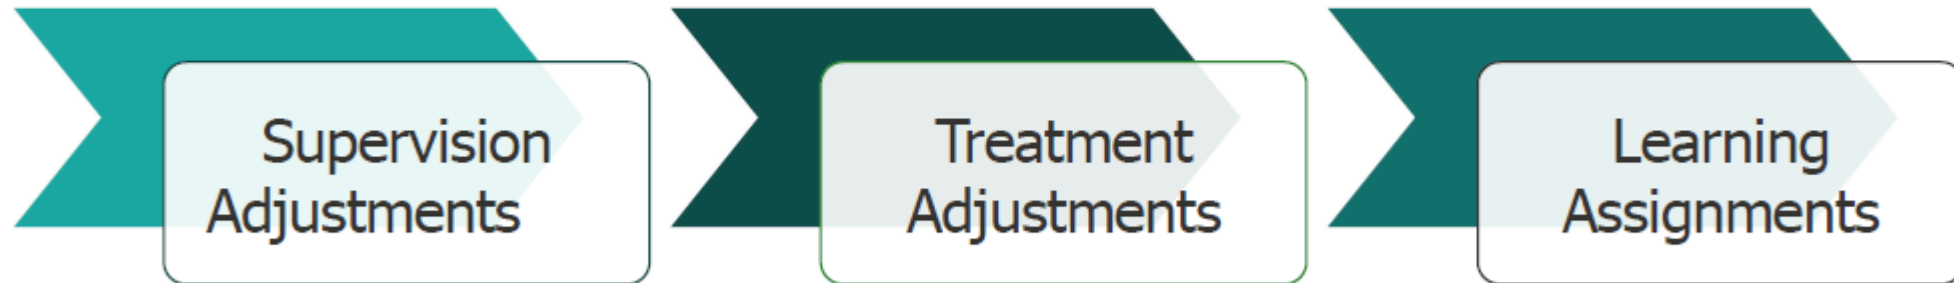 Supervision
Adjustments
Treatment
Adjustments
Learning
Assignments